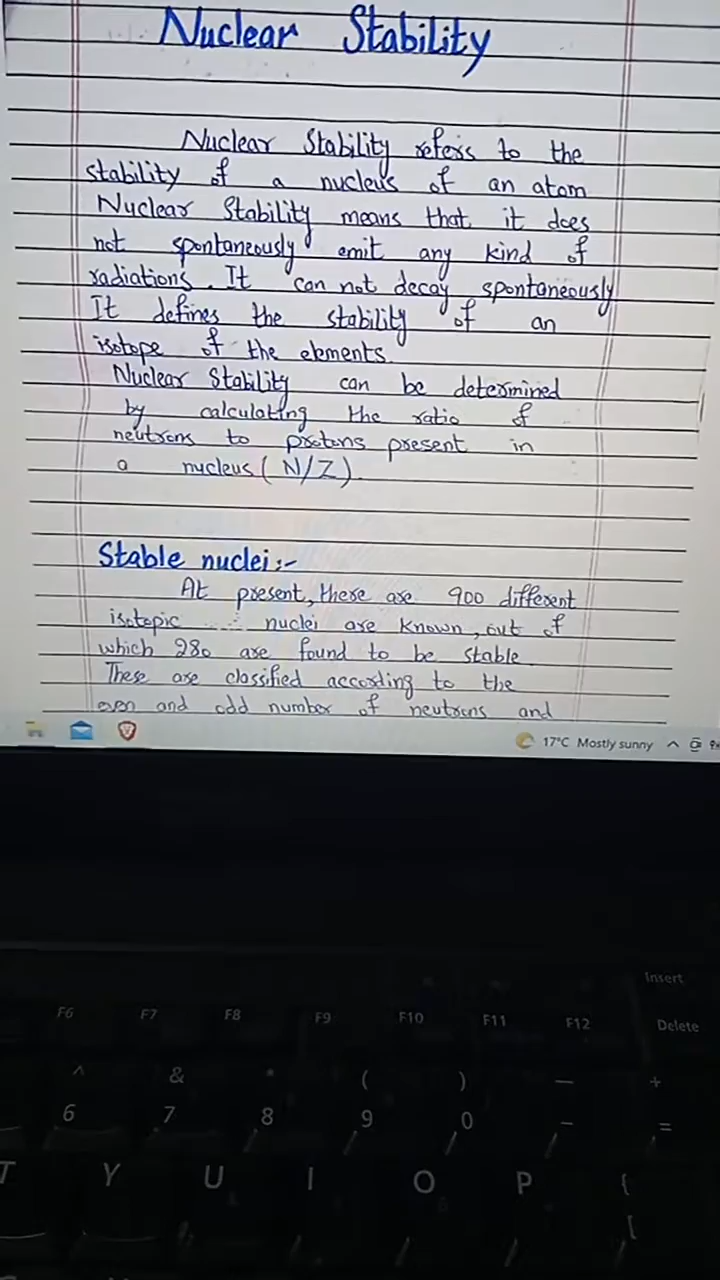 Nuclear Stability
Nuclear Stability refers to the
stability of a nucleus of an atom
Nuclear Stability means that it does
not spontaneously emit any kind of
radiations. It can not decay spontaneously
It defines the stability of an
isotope of the elements.
Nuclear Stability can be determined
by calculating the ratio of
neutrons to protons present in
a nucleus (N/Z).
Stable nuclei :-
At present, there are 900 different
isotopic nuclei are known, out of
which 280 are found to be stable
These are classified according to the
even and odd number of neutrons and
17°C Mostly sunny
Insert
F6 F7 F8 F9 F10 F11 F12 Delete
^ & * ( ) — +
6 7 8 9 0 - =
T Y U I O P {
[